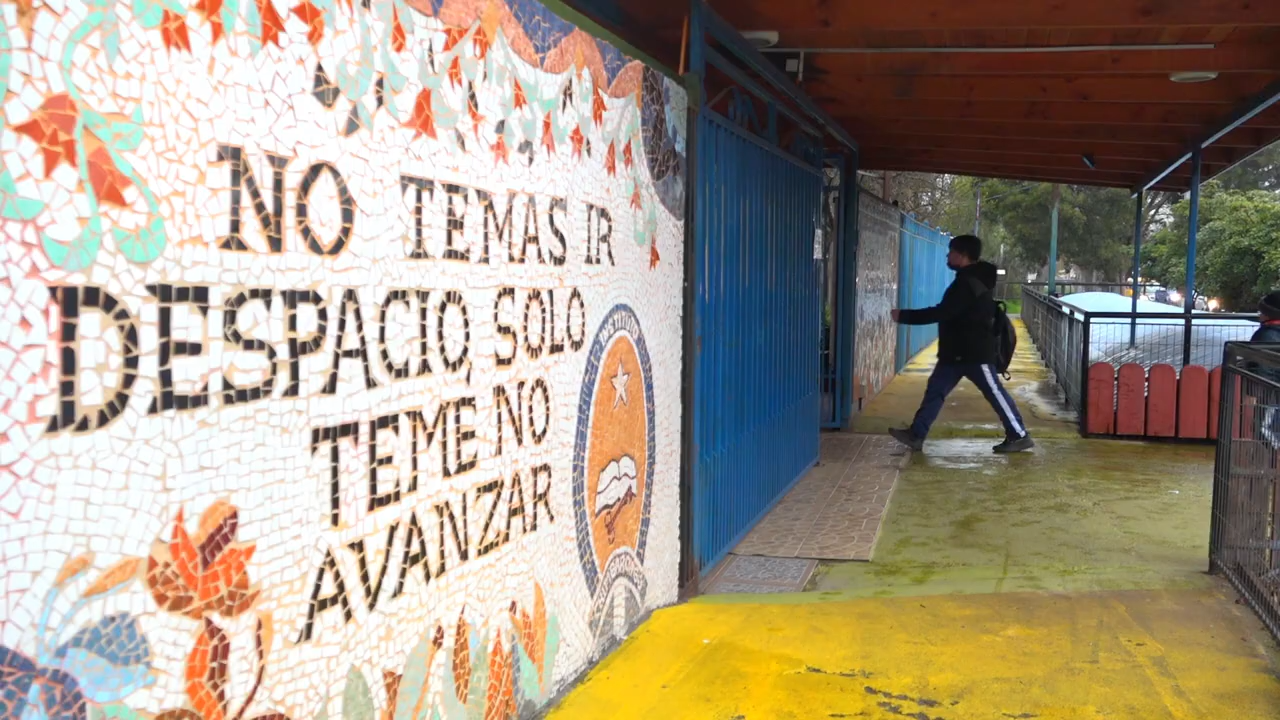 NO TEMAS IR
DESPACIO, SOLO
TEME NO
AVANZAR